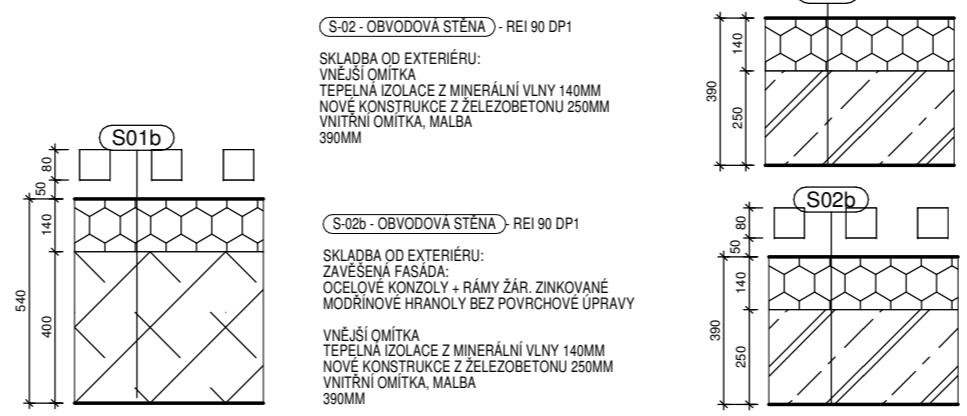 S01b
80
50
140
400
540
S-02 - OBVODOVÁ STĚNA - REI 90 DP1
SKLADBA OD EXTERIÉRU:
VNĚJŠÍ OMÍTKA
TEPELNÁ IZOLACE Z MINERÁLNÍ VLNY 140MM
NOVÉ KONSTRUKCE Z ŽELEZOBETONU 250MM
VNITŘNÍ OMÍTKA, MALBA
390MM
S-02b - OBVODOVÁ STĚNA - REI 90 DP1
SKLADBA OD EXTERIÉRU:
ZAVĚŠENÁ FASÁDA:
OCELOVÉ KONZOLY + RÁMY ŽÁR. ZINKOVANÉ
MODŘÍNOVÉ HRANOLY BEZ POVRCHOVÉ ÚPRAVY
VNĚJŠÍ OMÍTKA
TEPELNÁ IZOLACE Z MINERÁLNÍ VLNY 140MM
NOVÉ KONSTRUKCE Z ŽELEZOBETONU 250MM
VNITŘNÍ OMÍTKA, MALBA
390MM
140
250
390
S02b
80
50
140
250
390